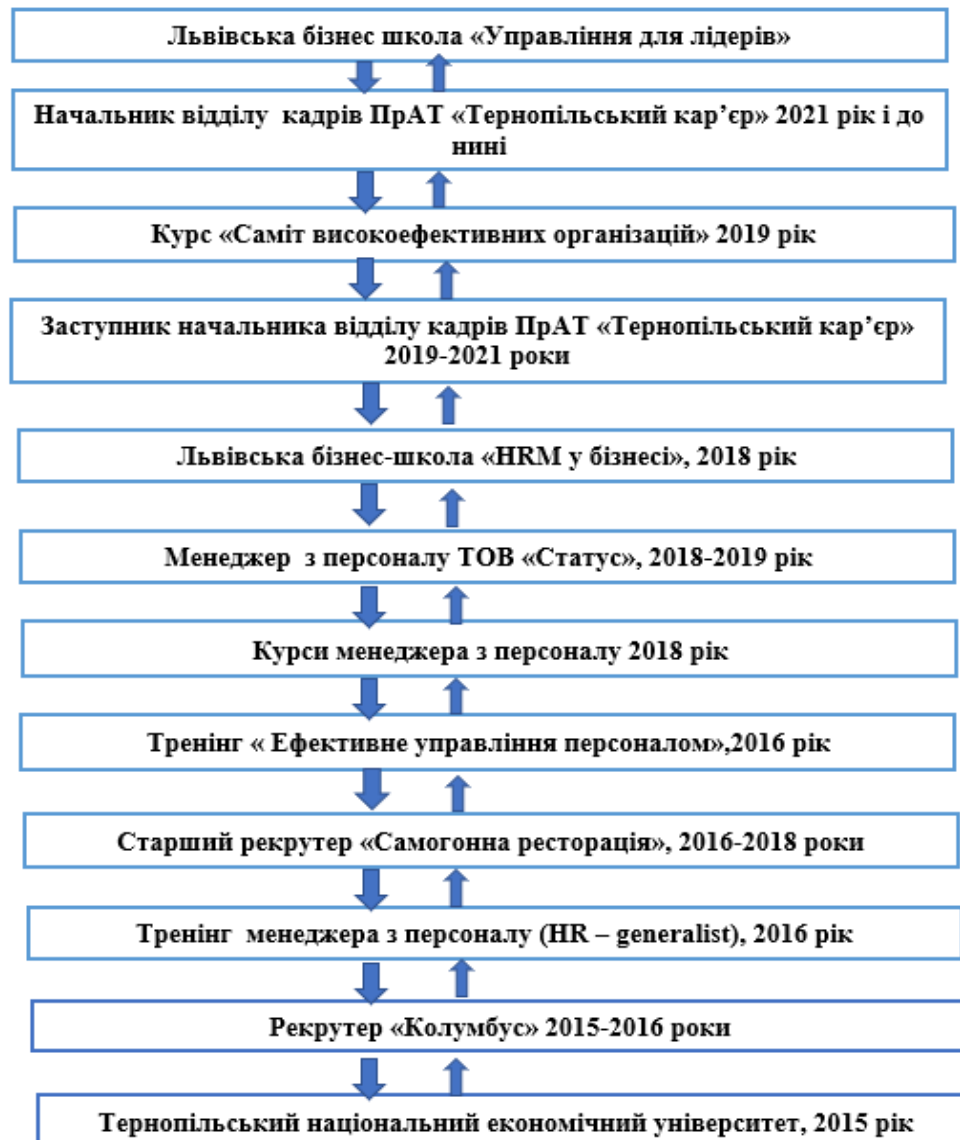 Львівська бізнес школа «Управління для лідерів»
Начальник відділу кадрів ПрАТ «Тернопільський кар’єр» 2021 рік і до
нині
Курс «Саміт високоефективних організацій» 2019 рік
Заступник начальника відділу кадрів ПрАТ «Тернопільський кар’єр»
2019-2021 роки
Львівська бізнес-школа «HRM у бізнесі», 2018 рік
Менеджер з персоналу ТОВ «Статус», 2018-2019 рік
Курси менеджера з персоналу 2018 рік
Тренінг « Ефективне управління персоналом»,2016 рік
Старший рекрутер «Самогонна ресторація», 2016-2018 роки
Тренінг менеджера з персоналу (HR – generalist), 2016 рік
Рекрутер «Колумбус» 2015-2016 роки
Тернопільський національний економічний університет, 2015 рік